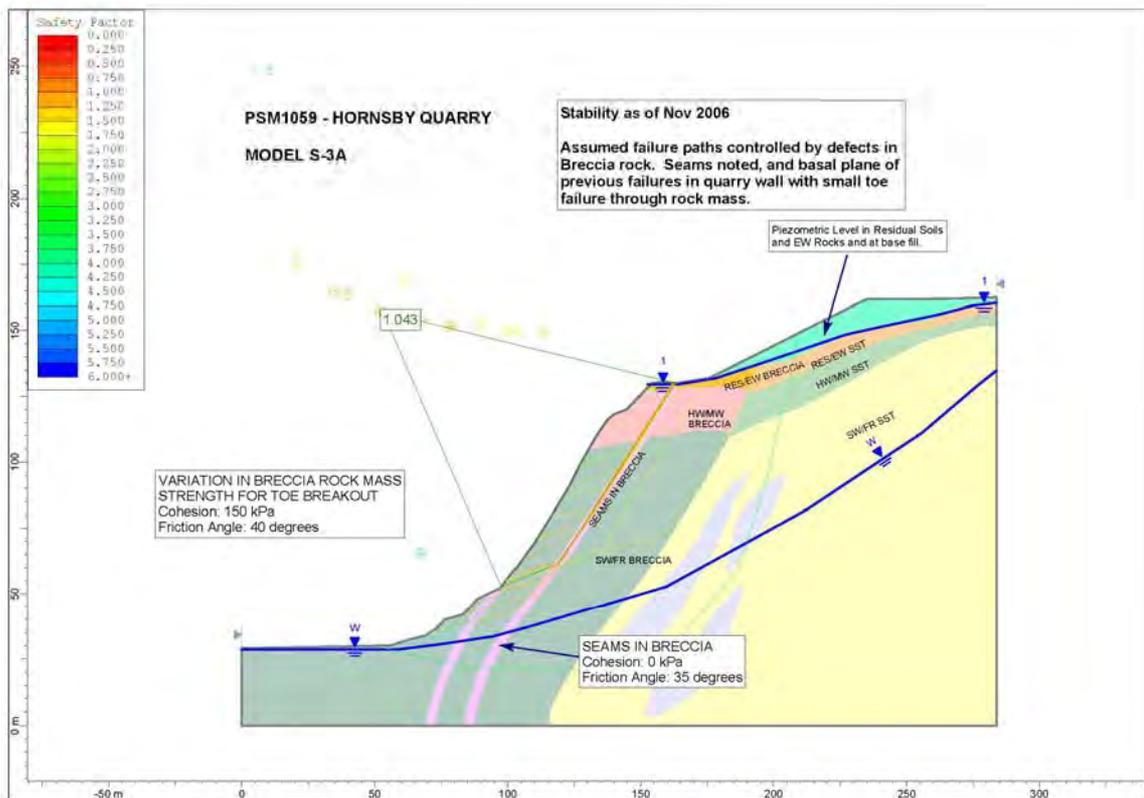 Safety Factor
0.000
0.250
0.500
0.750
1.000
1.250
1.500
1.750
2.000
2.250
2.500
2.750
3.000
3.250
3.500
3.750
4.000
4.250
4.500
4.750
5.000
5.250
5.500
5.750
6.000+
PSM1059 - HORNSBY QUARRY
MODEL S-3A
Stability as of Nov 2006
Assumed failure paths controlled by defects in
Breccia rock. Seams noted, and basal plane of
previous failures in quarry wall with small toe
failure through rock mass.
Piezometric Level in Residual Soils
and EW Rocks and at base fill.
1.043
1
1
RES/EW BRECCIA
RES/EW SST
HW/MW SST
HW/MW
BRECCIA
SW/FR SST
W
SEAMS IN BRECCIA
VARIATION IN BRECCIA ROCK MASS
STRENGTH FOR TOE BREAKOUT
Cohesion: 150 kPa
Friction Angle: 40 degrees
SW/FR BRECCIA
W
SEAMS IN BRECCIA
Cohesion: 0 kPa
Friction Angle: 35 degrees
250
200
150
100
50
0 m
-50 m
0
50
100
150
200
250
300